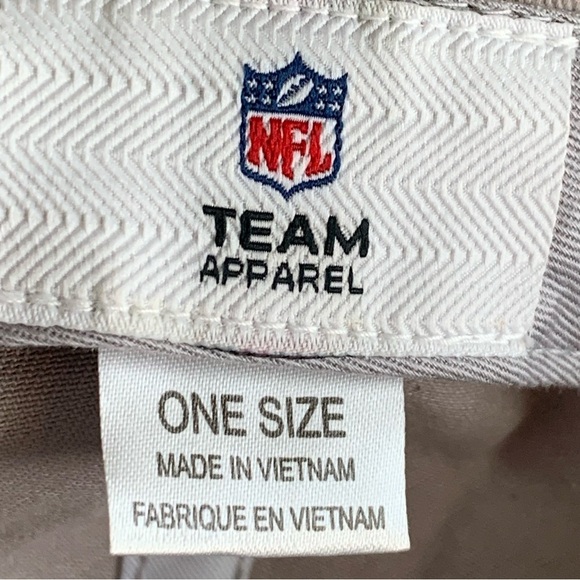 NFL
TEAM
APPAREL
ONE SIZE
MADE IN VIETNAM
FABRIQUE EN VIETNAM